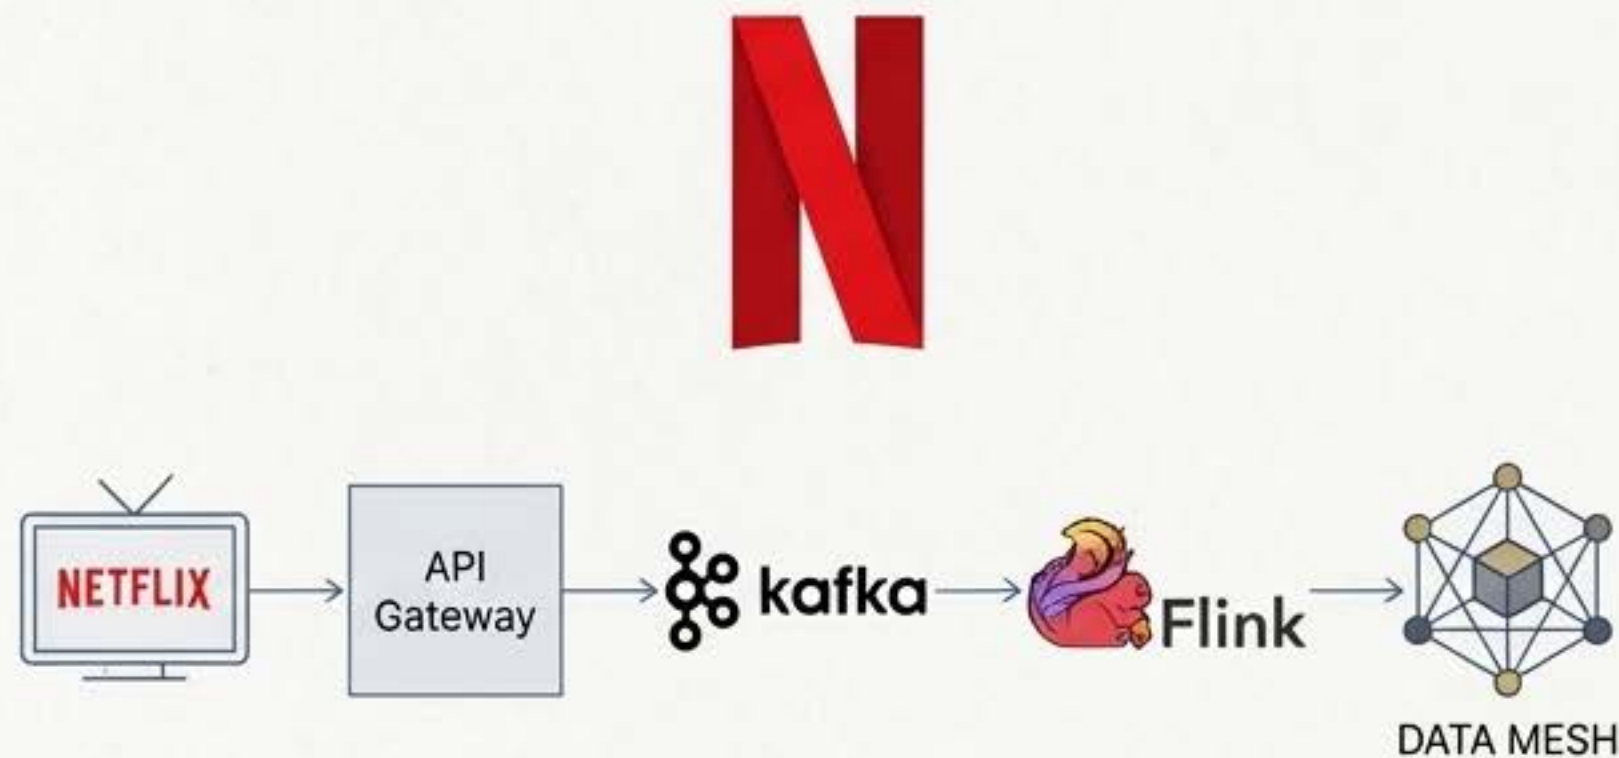 NETFLIX
API
Gateway
kafka
Flink
DATA MESH